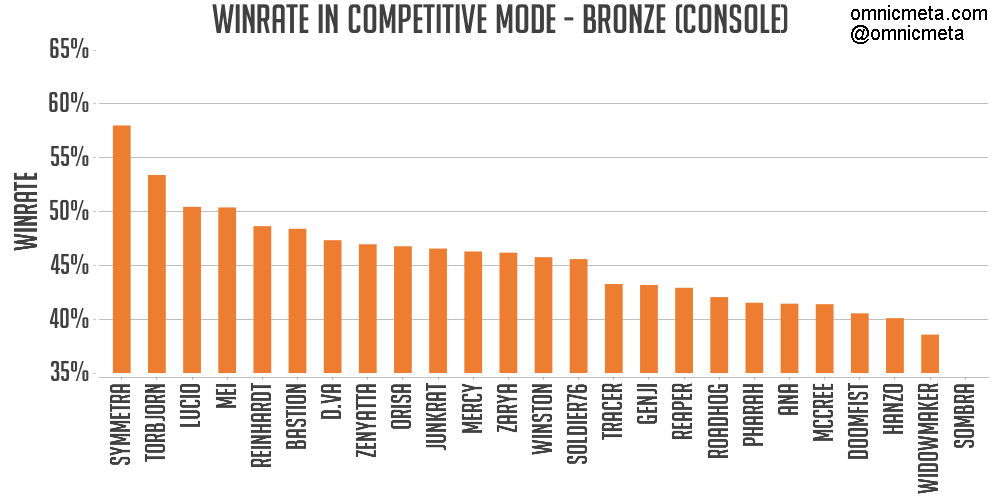 WINRATE IN COMPETITIVE MODE - BRONZE (CONSOLE)
omnicmeta.com
@omnicmeta
65%
60%
55%
50%
45%
40%
35%
WINRATE
SYMMETRA
TORBJORN
LUCIO
MEI
REINHARDT
BASTION
D.VA
ZENYATTA
ORISA
JUNKRAT
MERCY
ZARYA
WINSTON
SOLDIER76
TRACER
GENJI
REAPER
ROADHOG
PHARAH
ANA
MCCREE
DOOMFIST
HANZO
WIDOWMAKER
SOMBRA